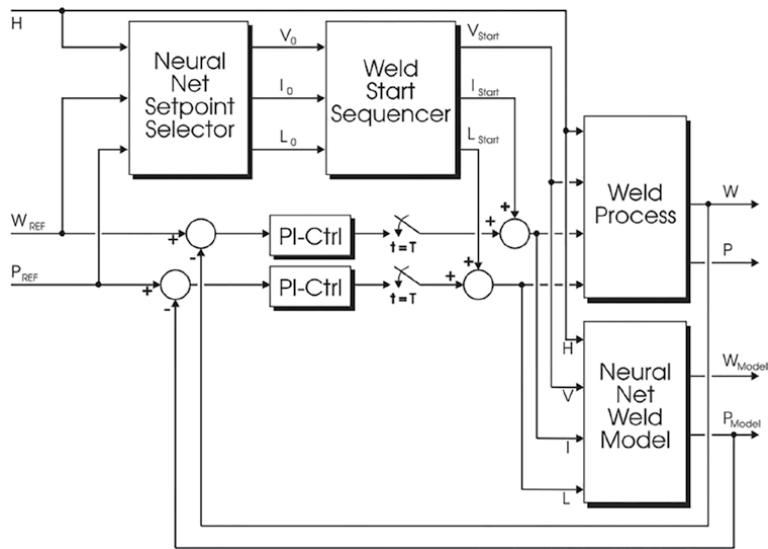 H
Neural
Net
Setpoint
Selector
V0
I0
L0
Weld
Start
Sequencer
VStart
IStart
LStart
WREF
PREF
+
-
+
-
PI-Ctrl
PI-Ctrl
t=T
t=T
+
+
+
+
Weld
Process
W
P
H
V
I
L
Neural
Net
Weld
Model
WModel
PModel